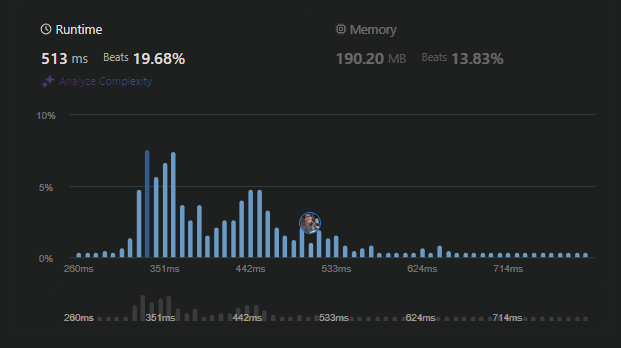 Runtime
Memory
513 ms Beats 19.68%
190.20 MB Beats 13.83%
Analyze Complexity
10%
5%
0%
260ms 351ms 442ms 533ms 624ms 714ms
260ms 351ms 442ms 533ms 624ms 714ms